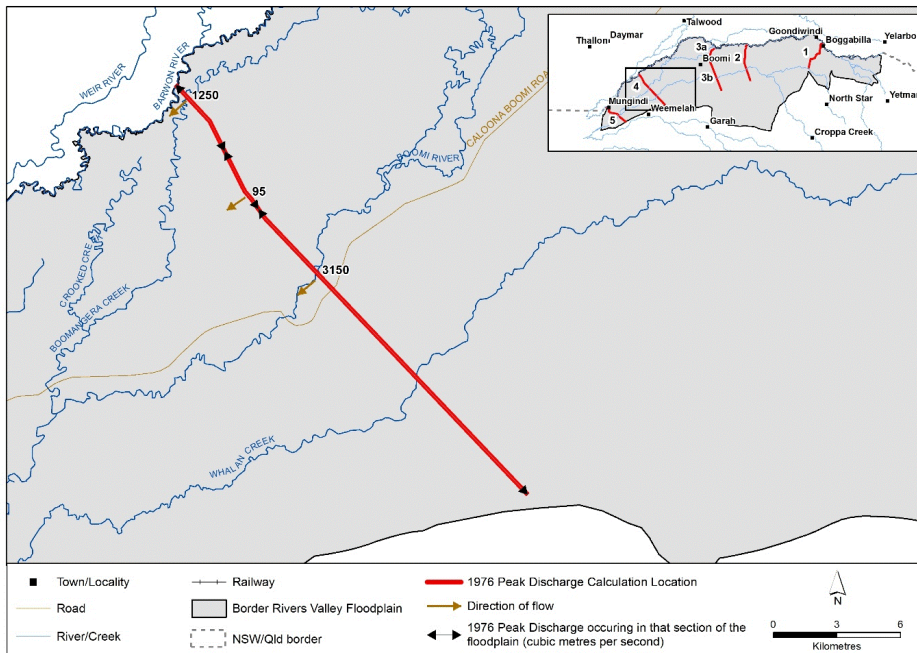 Talwood
Daymar
Thallon
Goondiwindi
Boggabilla
Yelarbo
3a
Boomi
2
1
3b
4
Mungindi
Weemelah
5
Garah
North Star
Yetman
Croppa Creek
WEIR RIVER
BARWON RIVER
1250
CALOONA BOOMI ROA
BOOMI RIVER
95
CROOKED CREEK
3150
BOOMANGERA CREEK
WHALAN CREEK
Town/Locality
Road
River/Creek
Railway
Border Rivers Valley Floodplain
NSW/Qld border
1976 Peak Discharge Calculation Location
Direction of flow
1976 Peak Discharge occuring in that section of the
floodplain (cubic metres per second)
N
0 3 6
Kilometres